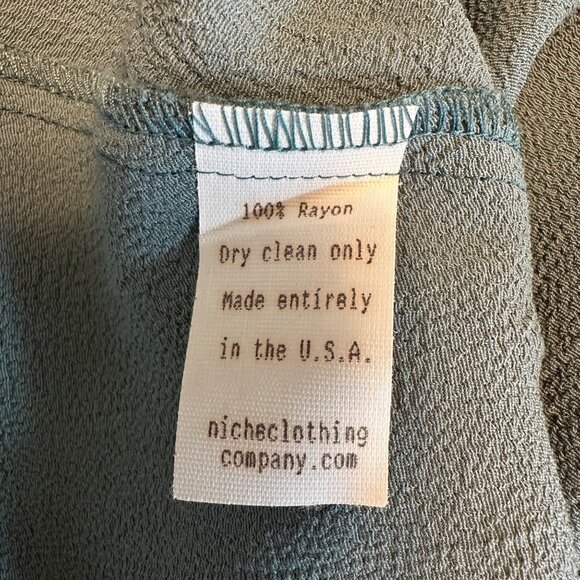 100% Rayon
Dry clean only
Made entirely
in the U.S.A.
nicheclothing
company.com